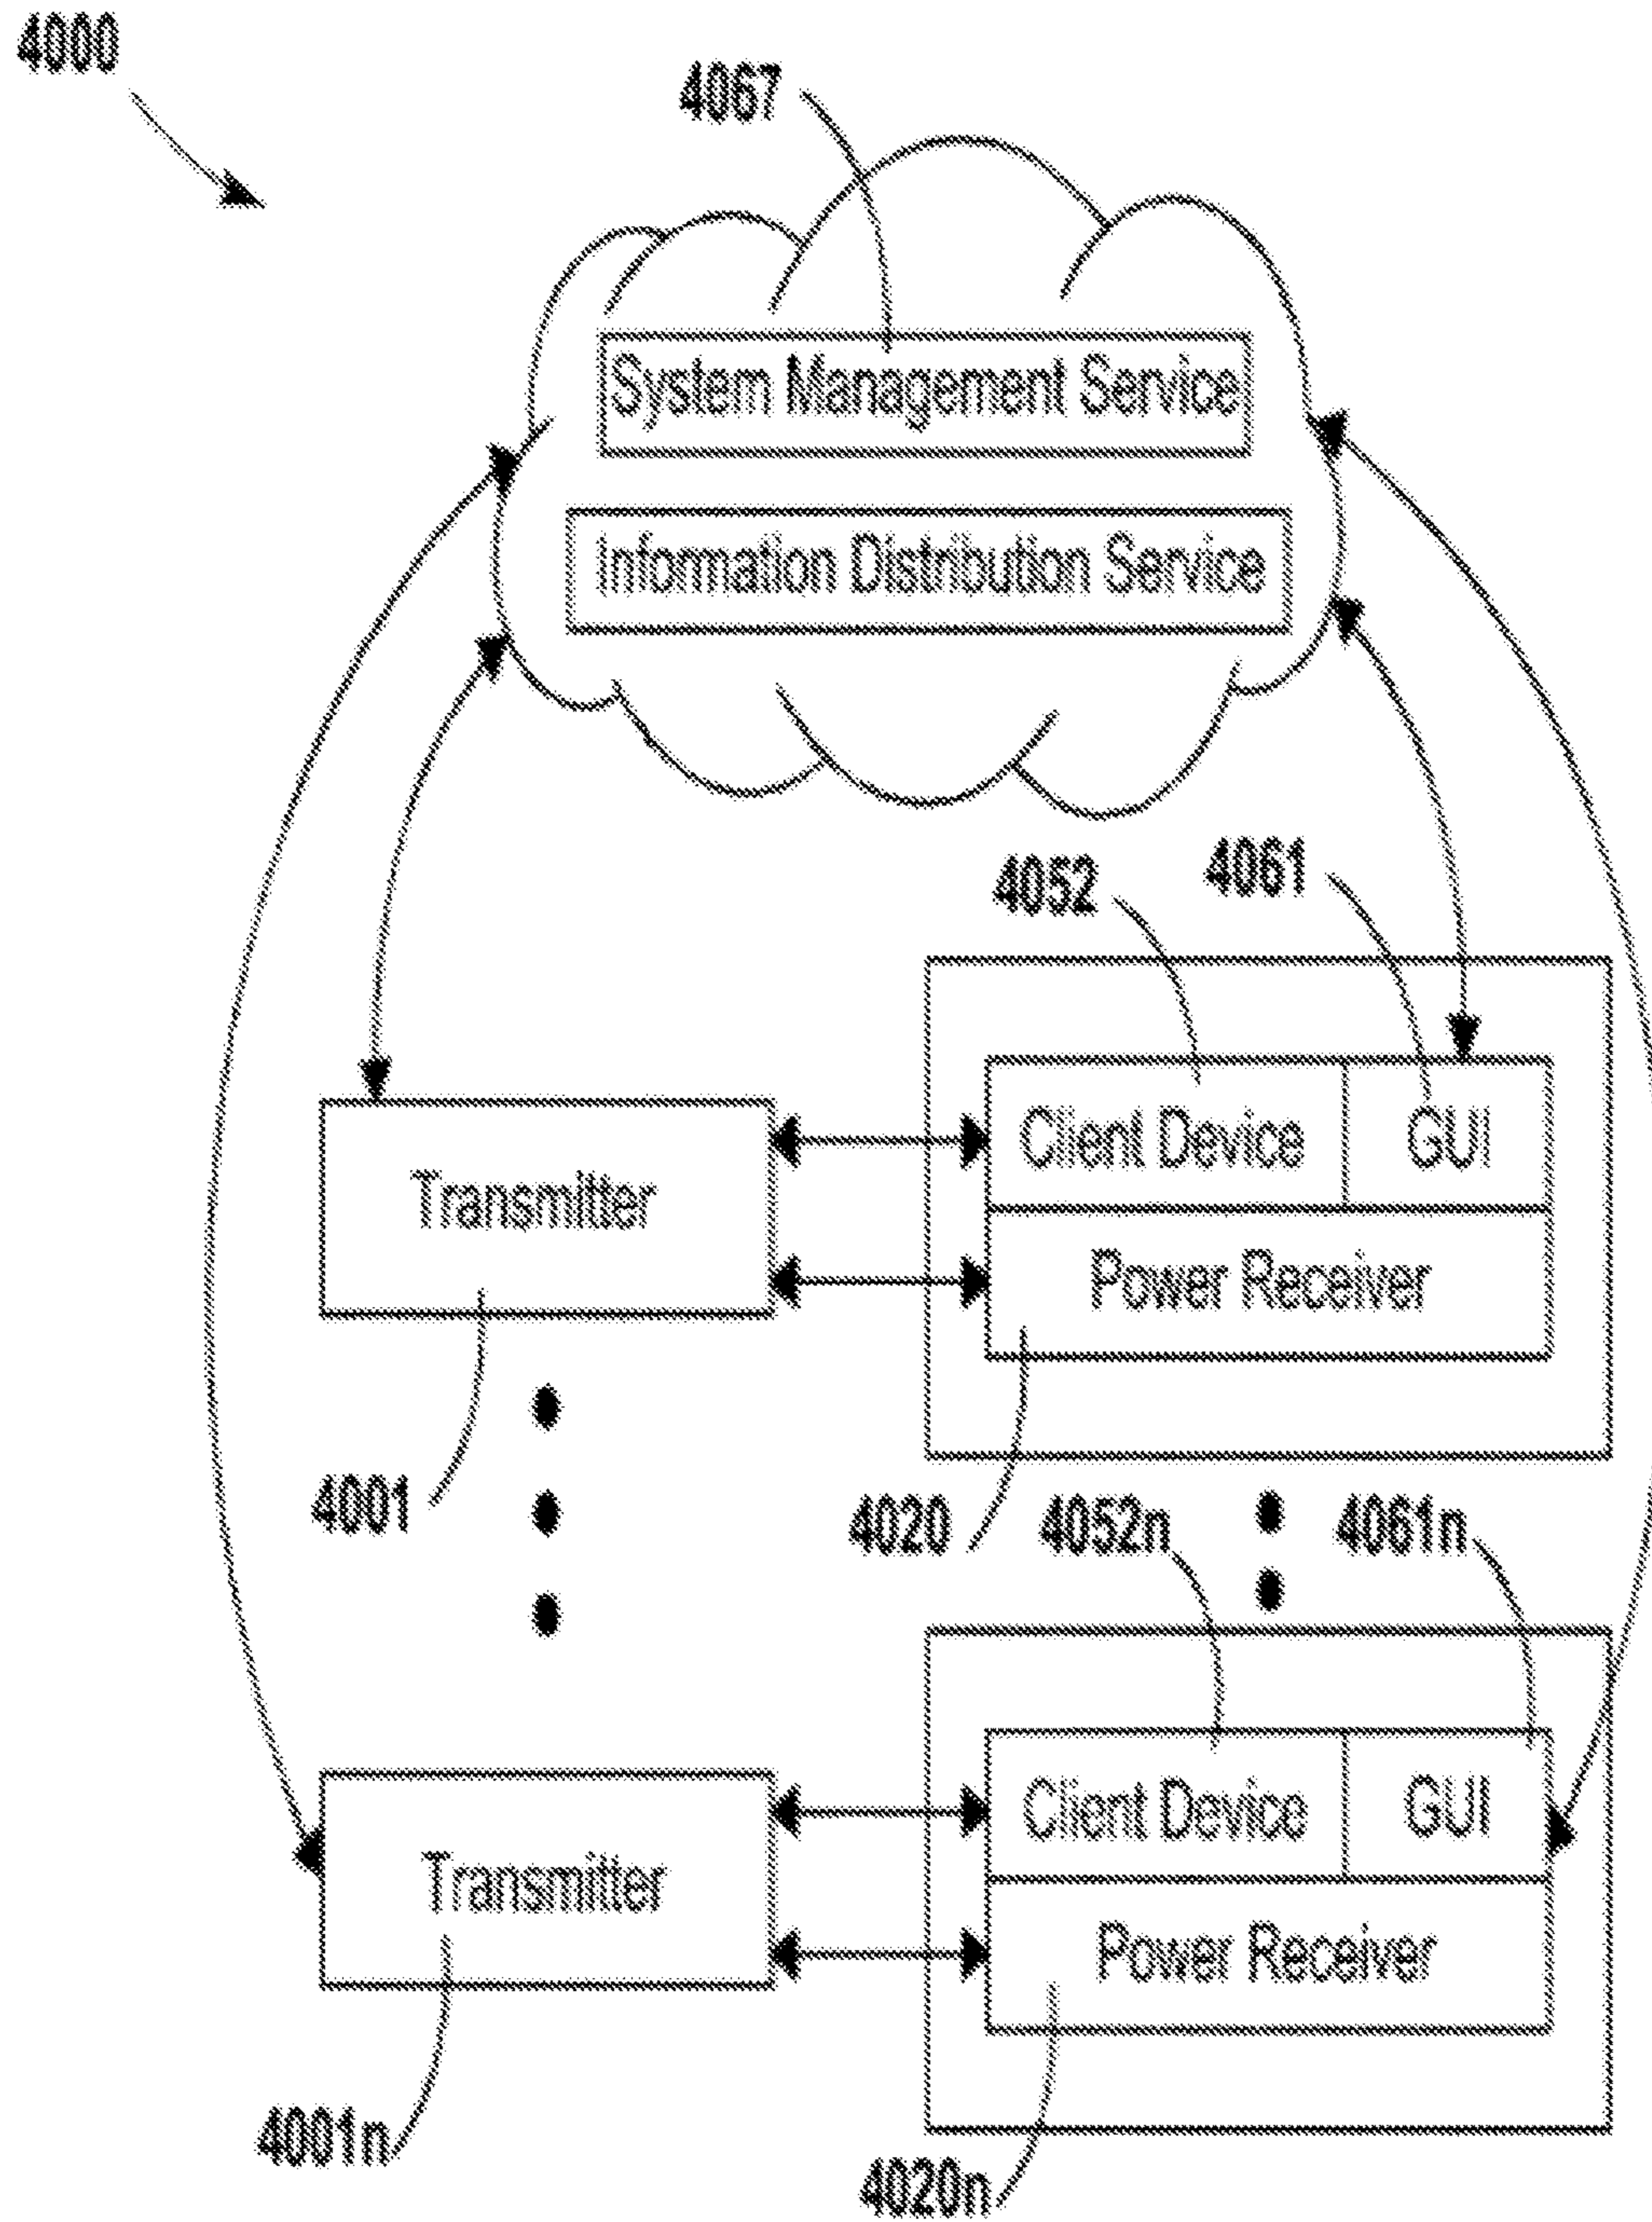 4000
4067
System Management Service
Information Distribution Service
4052
4061
Client Device
GUI
Transmitter
Power Receiver
4001
4020
4052n
4061n
Client Device
GUI
Transmitter
Power Receiver
4001n
4020n